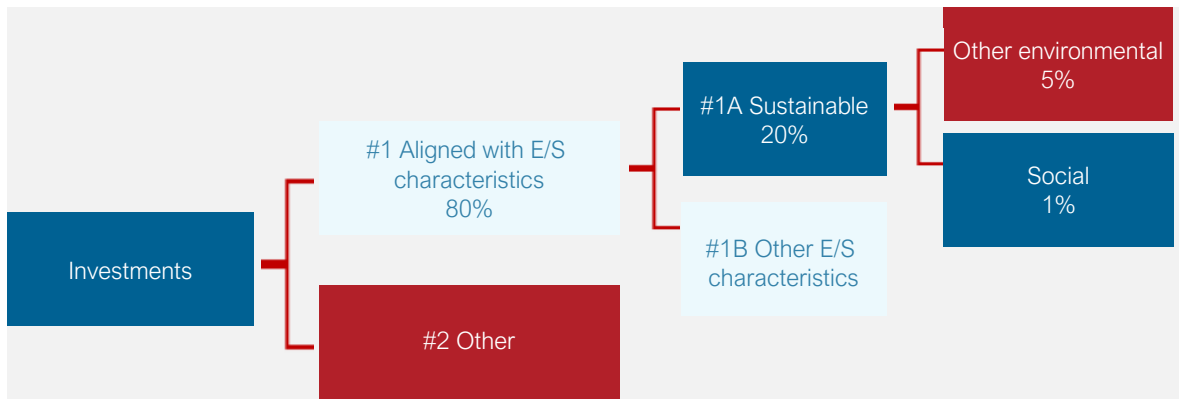 Investments
#1 Aligned with E/S
characteristics
80%
#2 Other
#1A Sustainable
20%
#1B Other E/S
characteristics
Other environmental
5%
Social
1%